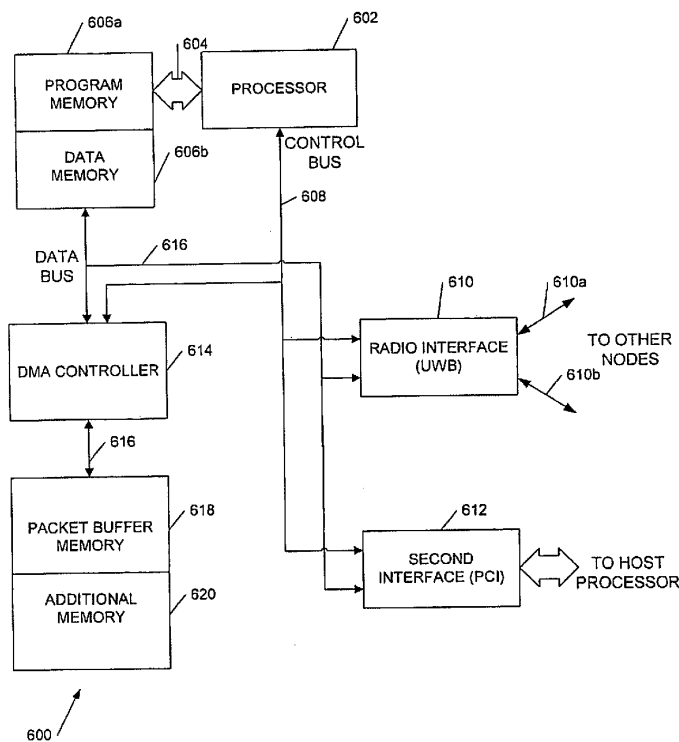 606a
604
602
PROGRAM
MEMORY
PROCESSOR
DATA
MEMORY
606b
CONTROL
BUS
608
DATA
BUS
616
610
610a
RADIO INTERFACE
(UWB)
TO OTHER
NODES
610b
DMA CONTROLLER
614
616
PACKET BUFFER
MEMORY
618
612
SECOND
INTERFACE (PCI)
TO HOST
PROCESSOR
ADDITIONAL
MEMORY
620
600